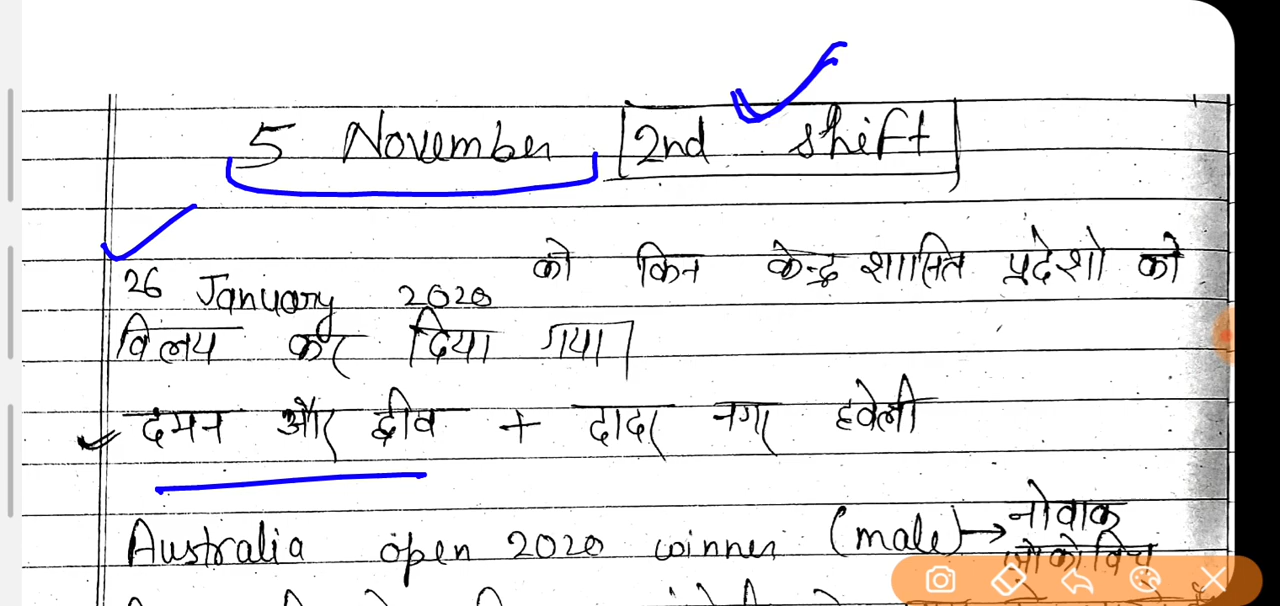 5 November 2nd shift
26 January 2020 को किन केन्द्र शासित प्रदेशो को
विलय कर दिया गया।
दमन और द्वीव + दादर नगर हवेली
Australia open 2020 winner (male) → नोवाक
जोकोविच